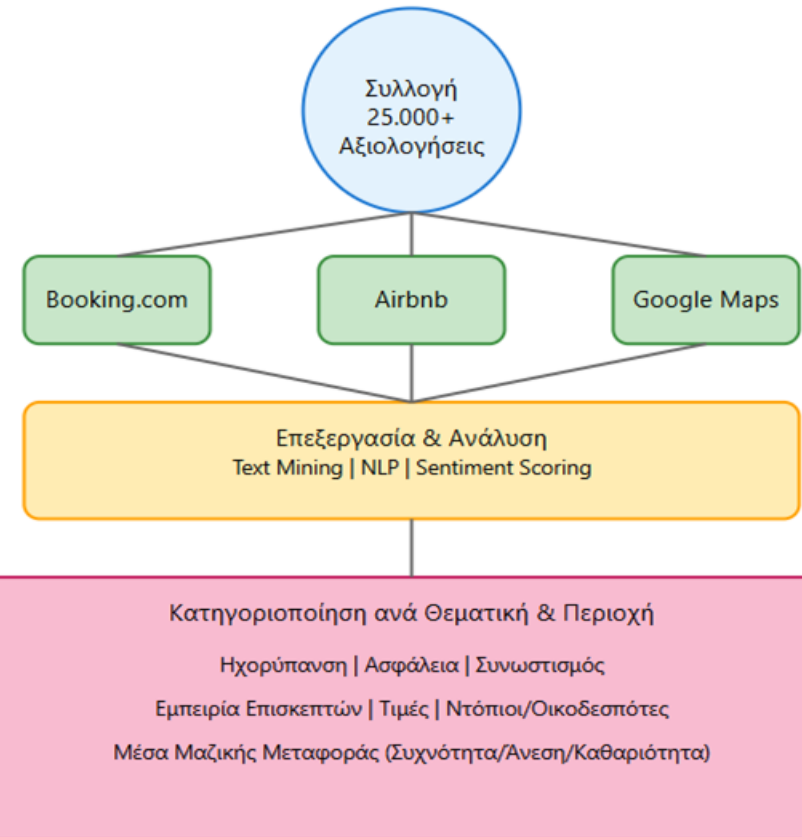 Συλλογή
25.000+
Αξιολογήσεις
Booking.com
Airbnb
Google Maps
Επεξεργασία & Ανάλυση
Text Mining | NLP | Sentiment Scoring
Κατηγοριοποίηση ανά Θεματική & Περιοχή
Ηχορύπανση | Ασφάλεια | Συνωστισμός
Εμπειρία Επισκεπτών | Τιμές | Ντόπιοι/Οικοδεσπότες
Μέσα Μαζικής Μεταφοράς (Συχνότητα/Άνεση/Καθαριότητα)